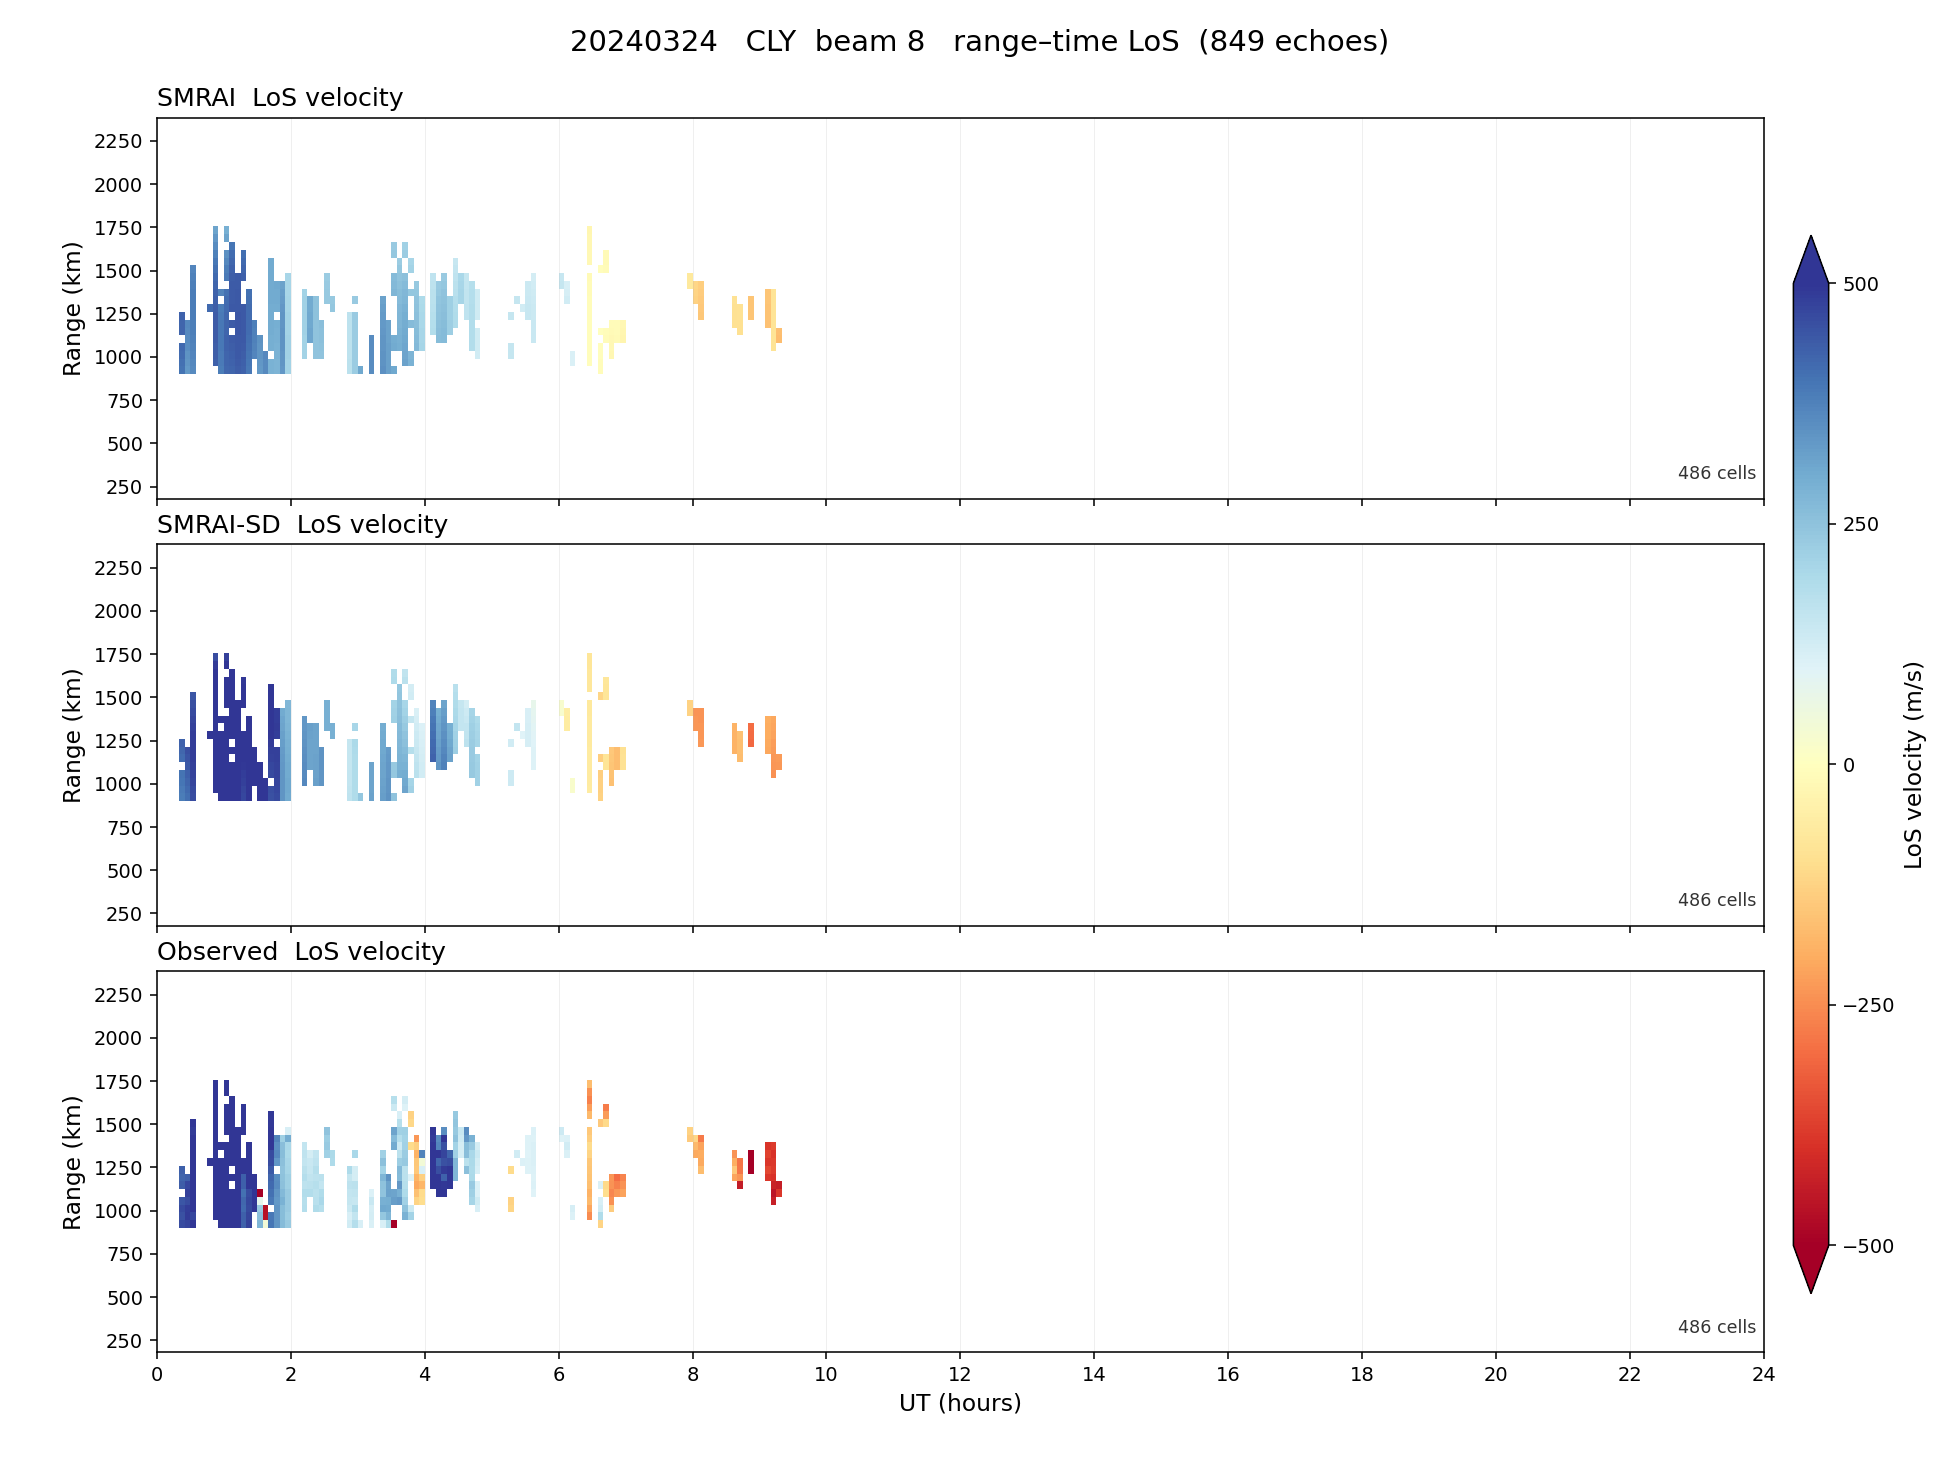 20240324   CLY  beam 8   range–time LoS  (849 echoes)
SMRAI  LoS velocity
2250
2000
1750
1500
1250
1000
750
500
250
Range (km)
486 cells
SMRAI-SD  LoS velocity
2250
2000
1750
1500
1250
1000
750
500
250
Range (km)
486 cells
Observed  LoS velocity
2250
2000
1750
1500
1250
1000
750
500
250
Range (km)
486 cells
0 2 4 6 8 10 12 14 16 18 20 22 24
UT (hours)
500
250
0
−250
−500
LoS velocity (m/s)